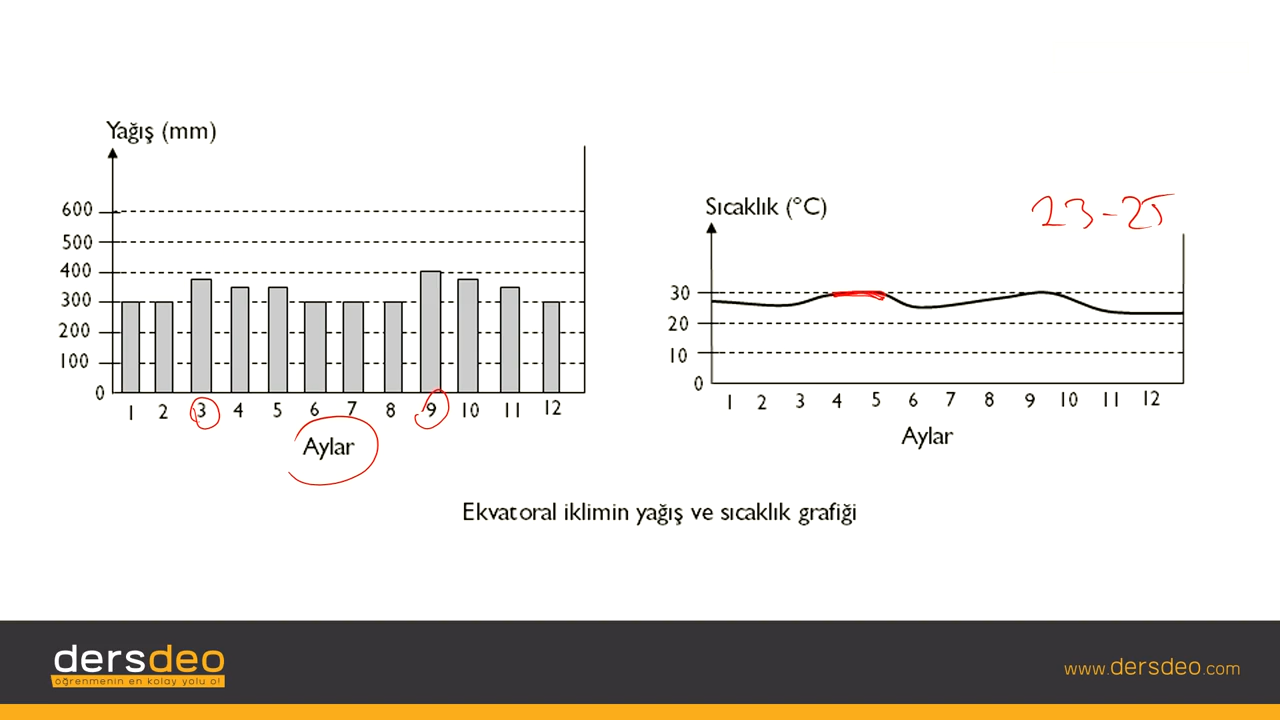 Yağış (mm)
600
500
400
300
200
100
0
1 2 3 4 5 6 7 8 9 10 11 12
Aylar
Sıcaklık (°C)
23-25
30
20
10
0
1 2 3 4 5 6 7 8 9 10 11 12
Aylar
Ekvatoral iklimin yağış ve sıcaklık grafiği
dersdeo
öğrenmenin en kolay yolu o!
www.dersdeo.com